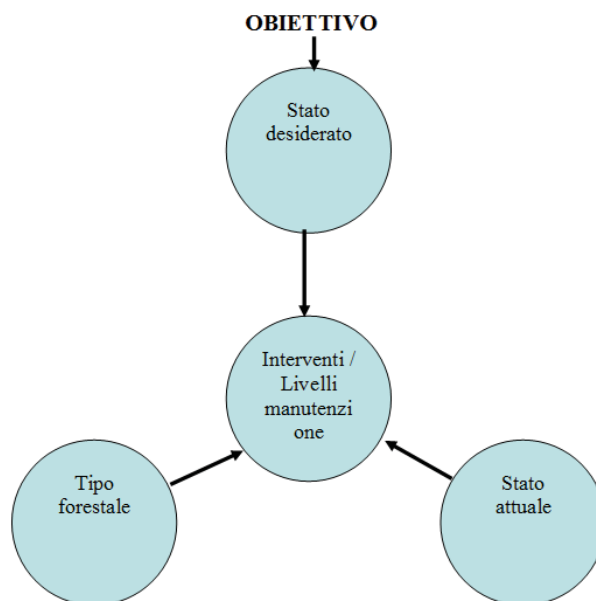 OBIETTIVO
Stato
desiderato
Interventi /
Livelli
manutenzi
one
Tipo
forestale
Stato
attuale